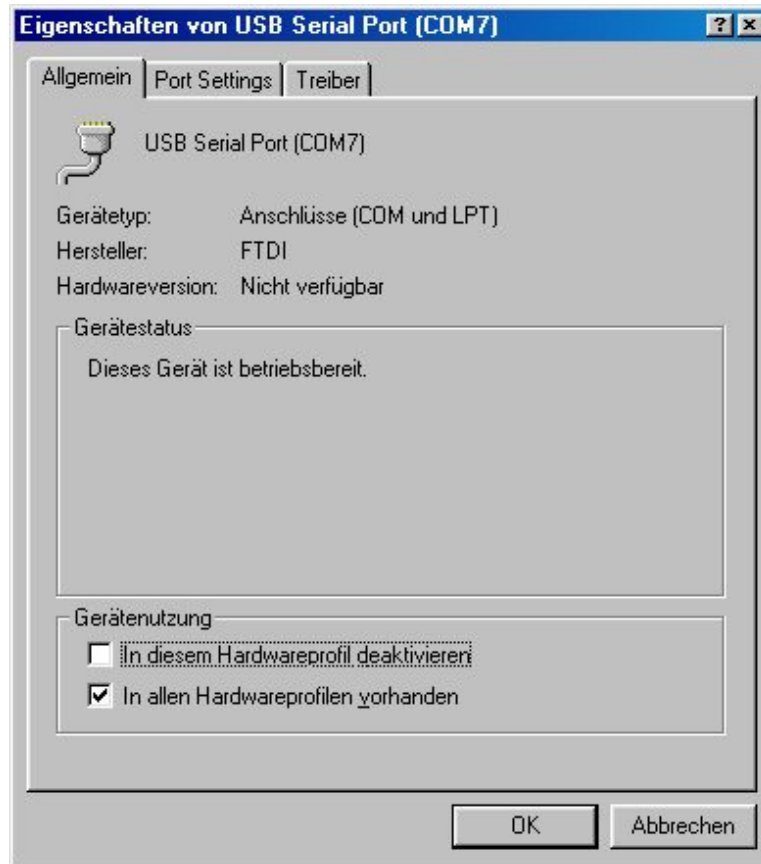 Eigenschaften von USB Serial Port (COM7)
Allgemein Port Settings Treiber
USB Serial Port (COM7)
Gerätetyp: Anschlüsse (COM und LPT)
Hersteller: FTDI
Hardwareversion: Nicht verfügbar
Gerätestatus
Dieses Gerät ist betriebsbereit.
Gerätenutzung
In diesem Hardwareprofil deaktivieren
In allen Hardwareprofilen vorhanden
OK Abbrechen